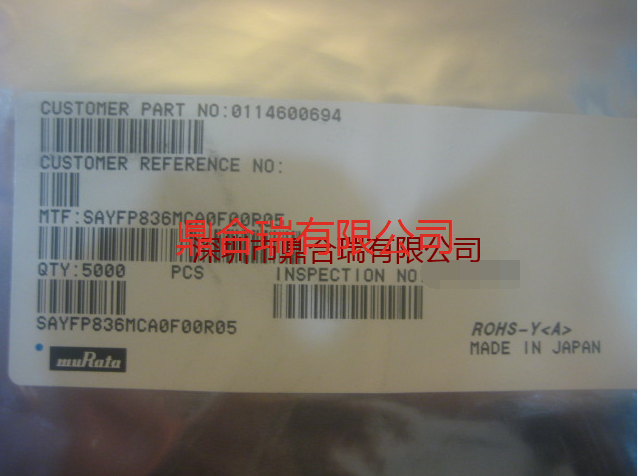 CUSTOMER PART NO:0114600694
CUSTOMER REFERENCE NO:
MTF:SAYFP836MCA0F00R05
鼎合瑞有限公司
深圳市鼎合瑞有限公司
QTY:5000 PCS INSPECTION NO
SAYFP836MCA0F00R05
ROHS-Y<A>
muRata
MADE IN JAPAN